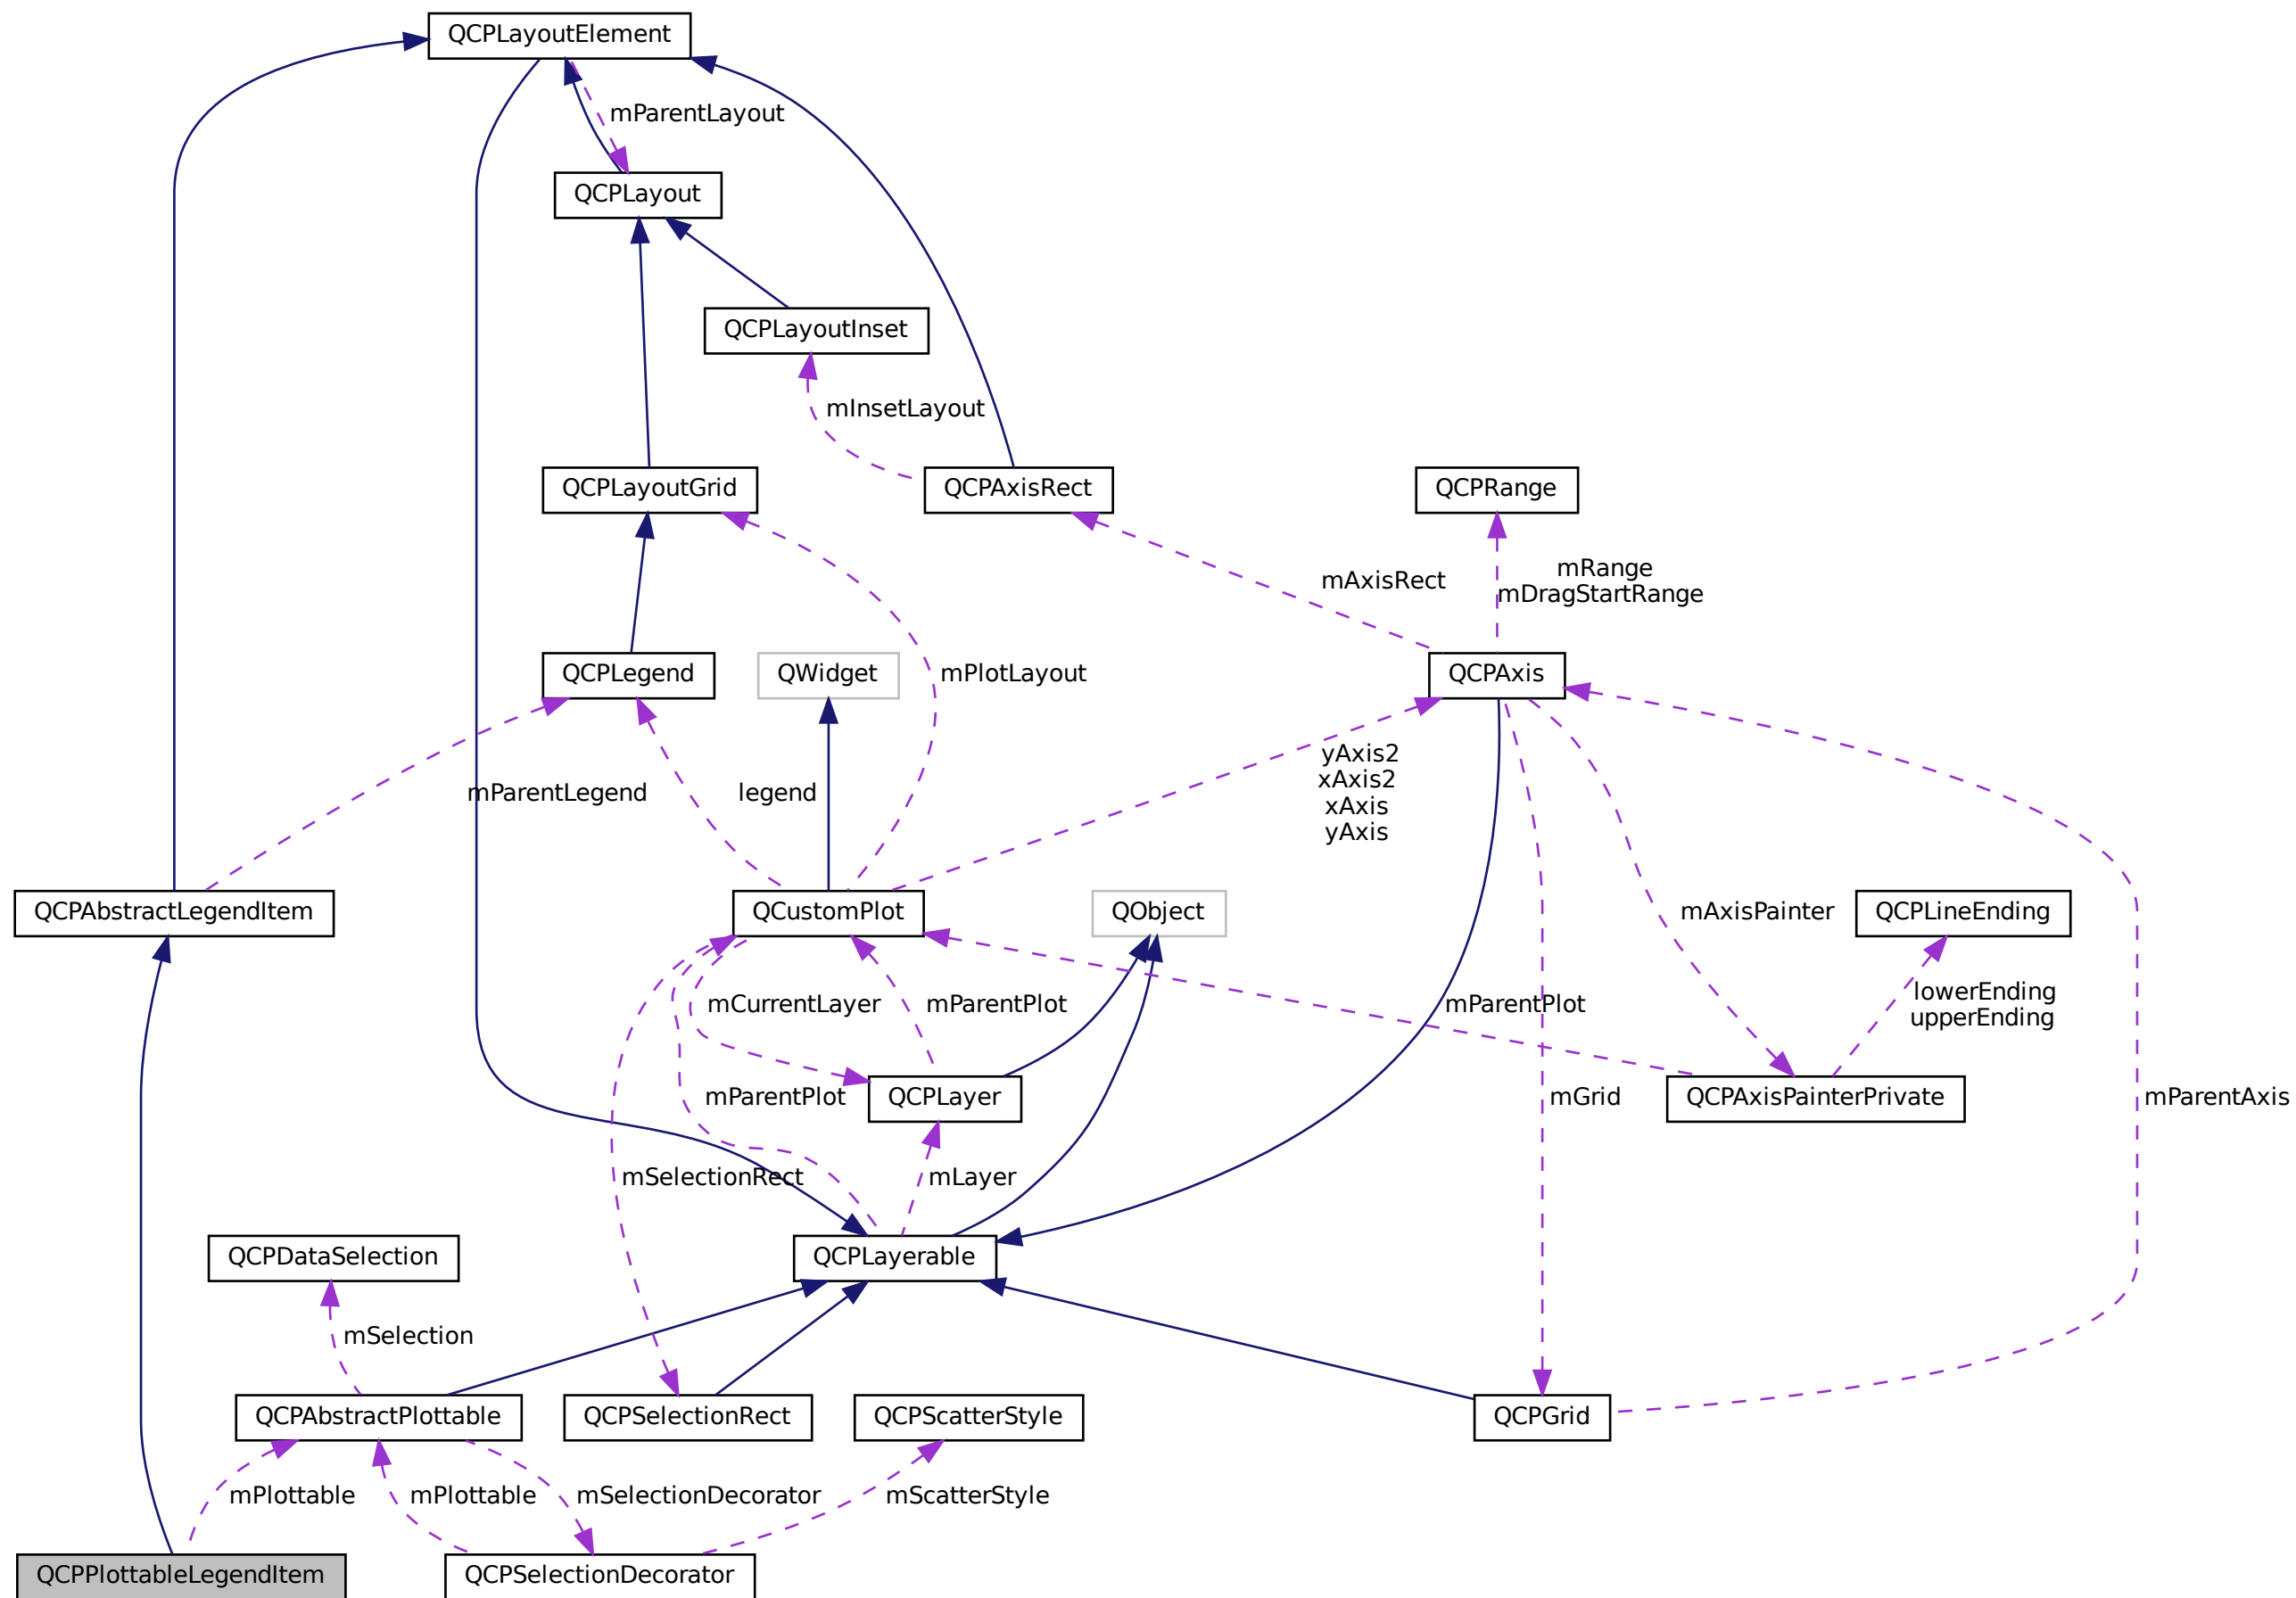 QCPLayoutElement
mParentLayout
QCPLayout
QCPLayoutInset
mInsetLayout
QCPLayoutGrid
QCPAxisRect
QCPRange
mAxisRect
mRange
mDragStartRange
QCPLegend
QWidget
mPlotLayout
QCPAxis
mParentLegend
legend
yAxis2
xAxis2
xAxis
yAxis
QCPAbstractLegendItem
QCustomPlot
QObject
mAxisPainter
QCPLineEnding
mCurrentLayer
mParentPlot
mParentPlot
lowerEnding
upperEnding
mParentPlot
QCPLayer
mGrid
QCPAxisPainterPrivate
mParentAxis
mSelectionRect
mLayer
QCPDataSelection
QCPLayerable
mSelection
QCPAbstractPlottable
QCPSelectionRect
QCPScatterStyle
QCPGrid
mPlottable
mPlottable
mSelectionDecorator
mScatterStyle
QCPPlottableLegendItem
QCPSelectionDecorator